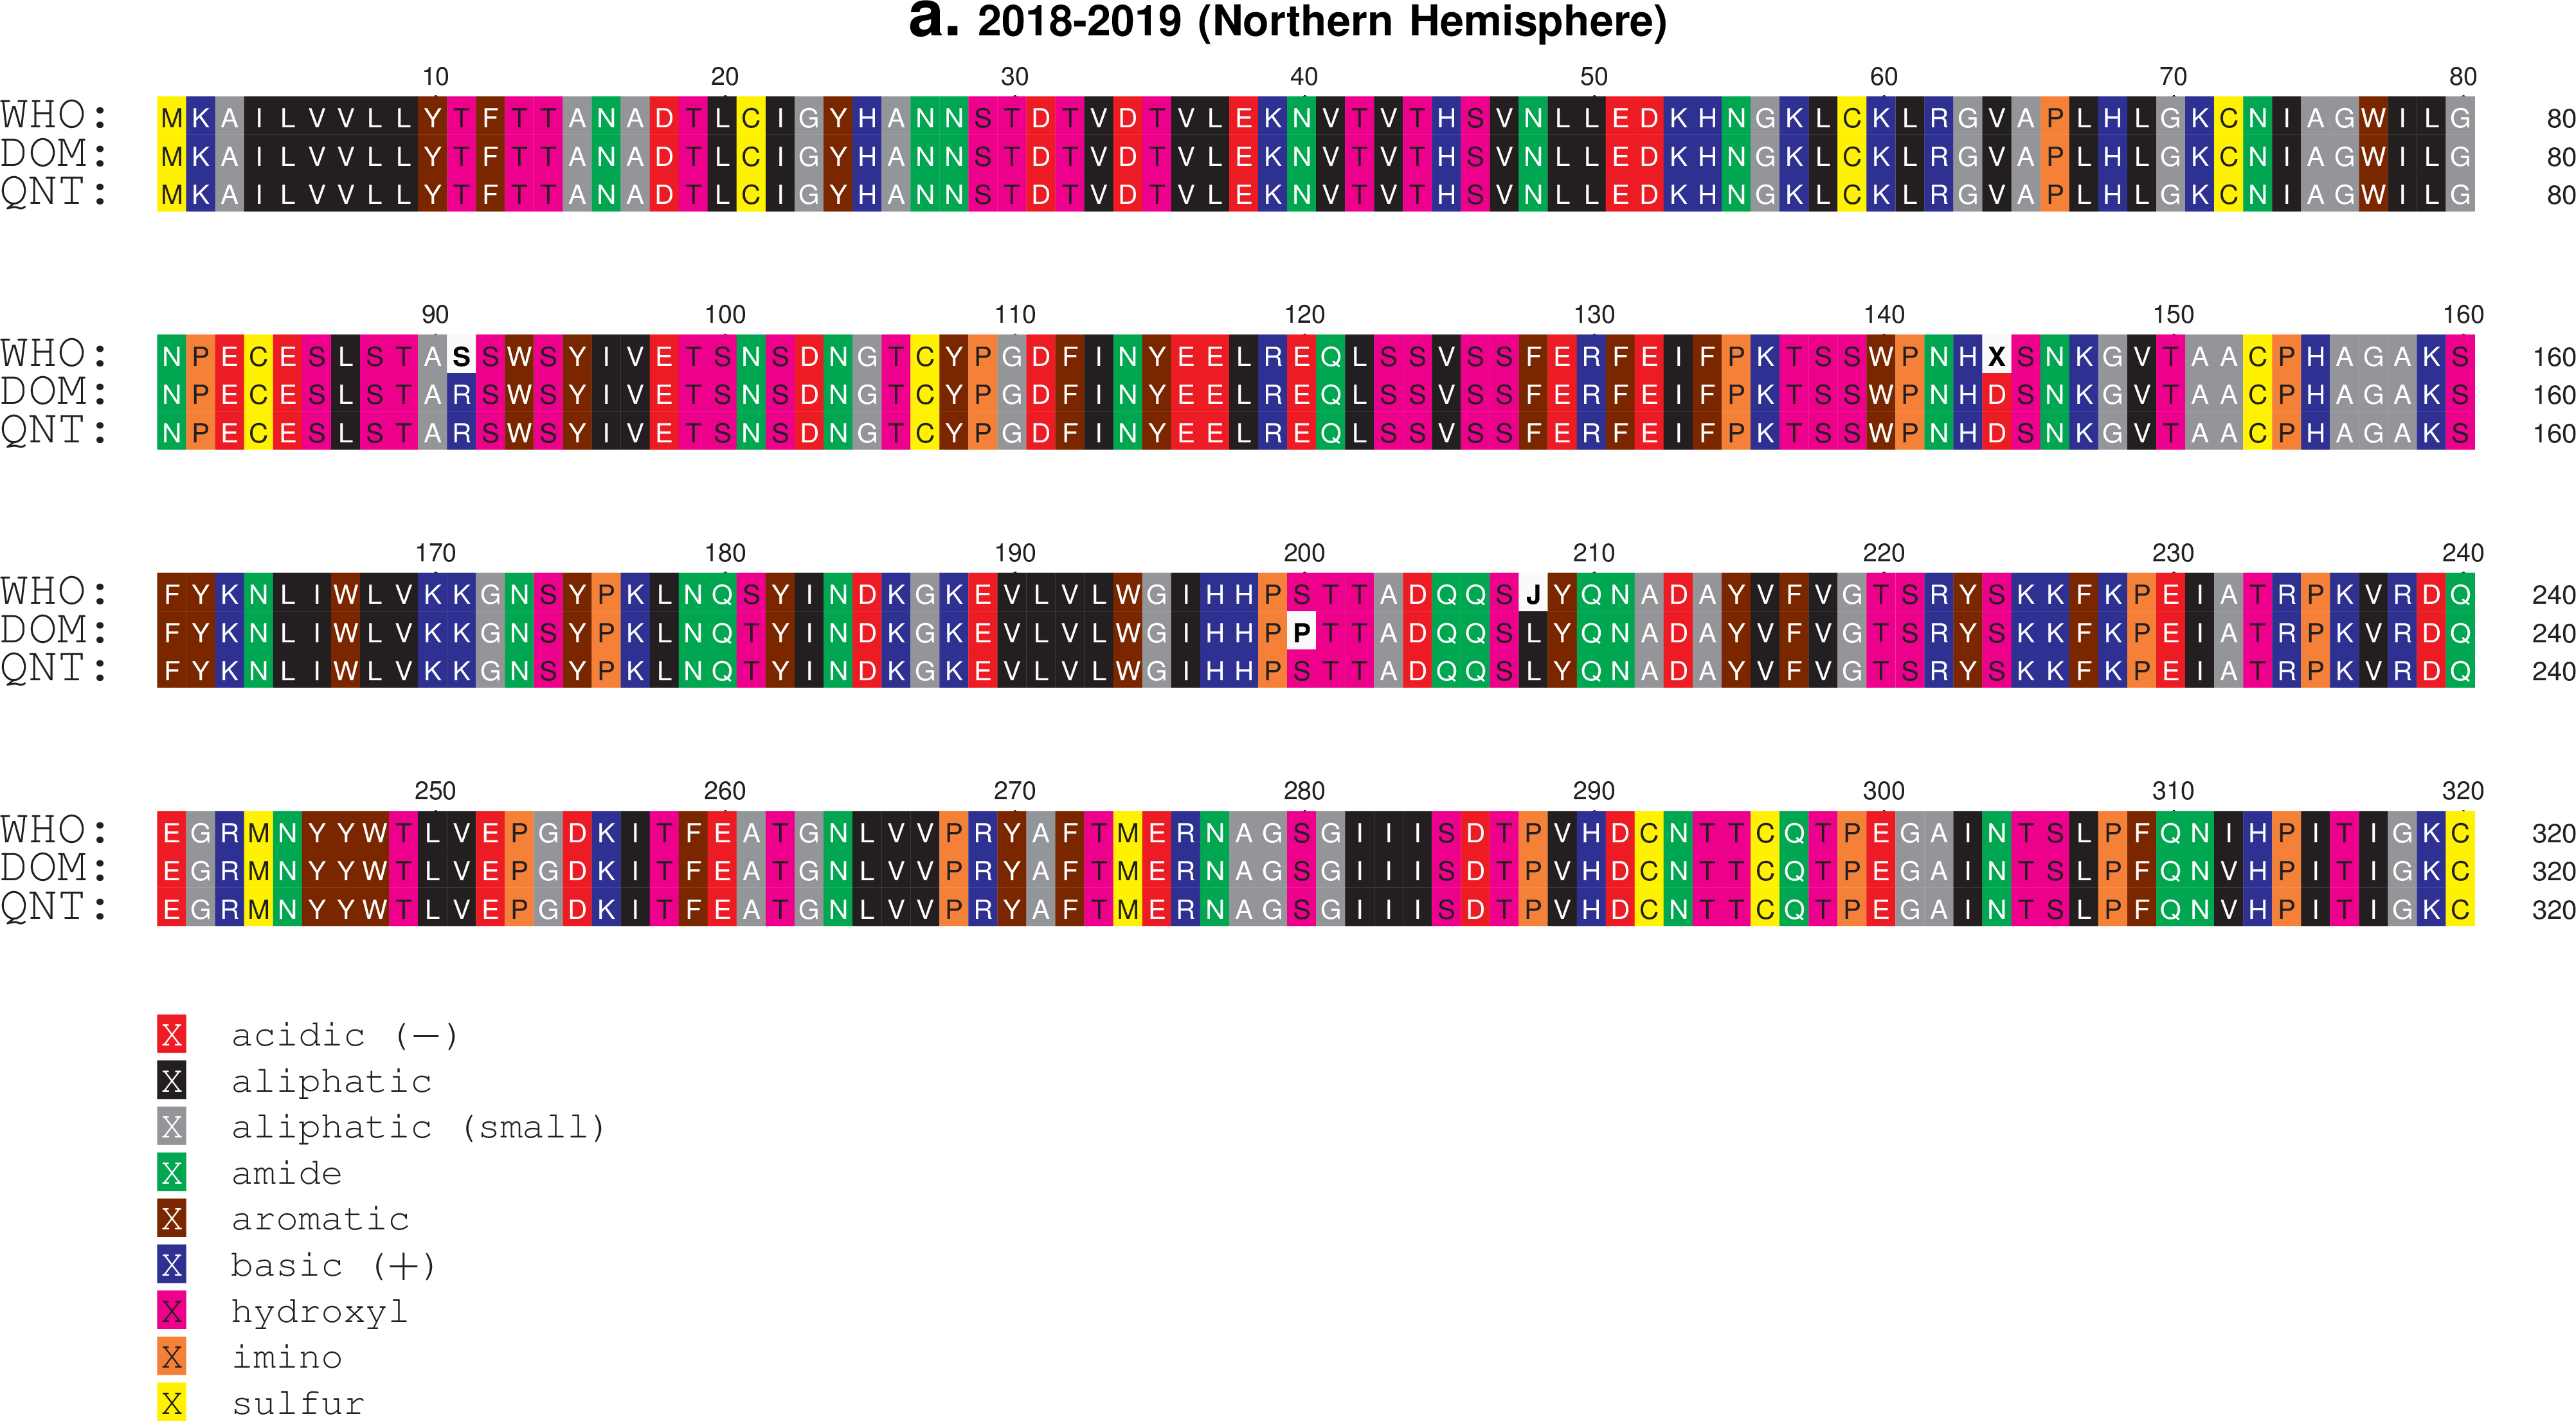 a. 2018-2019 (Northern Hemisphere)
10 20 30 40 50 60 70 80
WHO: MKAILVVLLYTFTTANADTLCIGYHANNSTDTVDTVLEKNVTVTHSVNLLEDKHNGKLCKLRGVAPLHLGKCNIAGWILG 80
DOM: MKAILVVLLYTFTTANADTLCIGYHANNSTDTVDTVLEKNVTVTHSVNLLEDKHNGKLCKLRGVAPLHLGKCNIAGWILG 80
QNT: MKAILVVLLYTFTTANADTLCIGYHANNSTDTVDTVLEKNVTVTHSVNLLEDKHNGKLCKLRGVAPLHLGKCNIAGWILG 80
90 100 110 120 130 140 150 160
WHO: NPECESLSTASSWSYIVETSNSDNGTCYPGDFINYEELREQLSSVSSFERFEIFPKTSSWPNHXSNKGVTAACPHAGAKS 160
DOM: NPECESLSTARSWSYIVETSNSDNGTCYPGDFINYEELREQLSSVSSFERFEIFPKTSSWPNHDSNKGVTAACPHAGAKS 160
QNT: NPECESLSTARSWSYIVETSNSDNGTCYPGDFINYEELREQLSSVSSFERFEIFPKTSSWPNHDSNKGVTAACPHAGAKS 160
170 180 190 200 210 220 230 240
WHO: FYKNLIWLVKKGNSYPKLNQSYINDKGKEVLVLWGIHHPSTTADQQSJYQNADAYVFVGTSRYSKKFKPEIATRPKVRDQ 240
DOM: FYKNLIWLVKKGNSYPKLNQTYINDKGKEVLVLWGIHHPPTTADQQSLYQNADAYVFVGTSRYSKKFKPEIATRPKVRDQ 240
QNT: FYKNLIWLVKKGNSYPKLNQTYINDKGKEVLVLWGIHHPSTTADQQSLYQNADAYVFVGTSRYSKKFKPEIATRPKVRDQ 240
250 260 270 280 290 300 310 320
WHO: EGRMNYYWTLVEPGDKITFEATGNLVVPRYAFTMERNAGSGIIISDTPVHDCNTTCQTPEGAINTSLPFQNIHPITIGKC 320
DOM: EGRMNYYWTLVEPGDKITFEATGNLVVPRYAFTMERNAGSGIIISDTPVHDCNTTCQTPEGAINTSLPFQNVHPITIGKC 320
QNT: EGRMNYYWTLVEPGDKITFEATGNLVVPRYAFTMERNAGSGIIISDTPVHDCNTTCQTPEGAINTSLPFQNVHPITIGKC 320
X acidic (−)
X aliphatic
X aliphatic (small)
X amide
X aromatic
X basic (+)
X hydroxyl
X imino
X sulfur